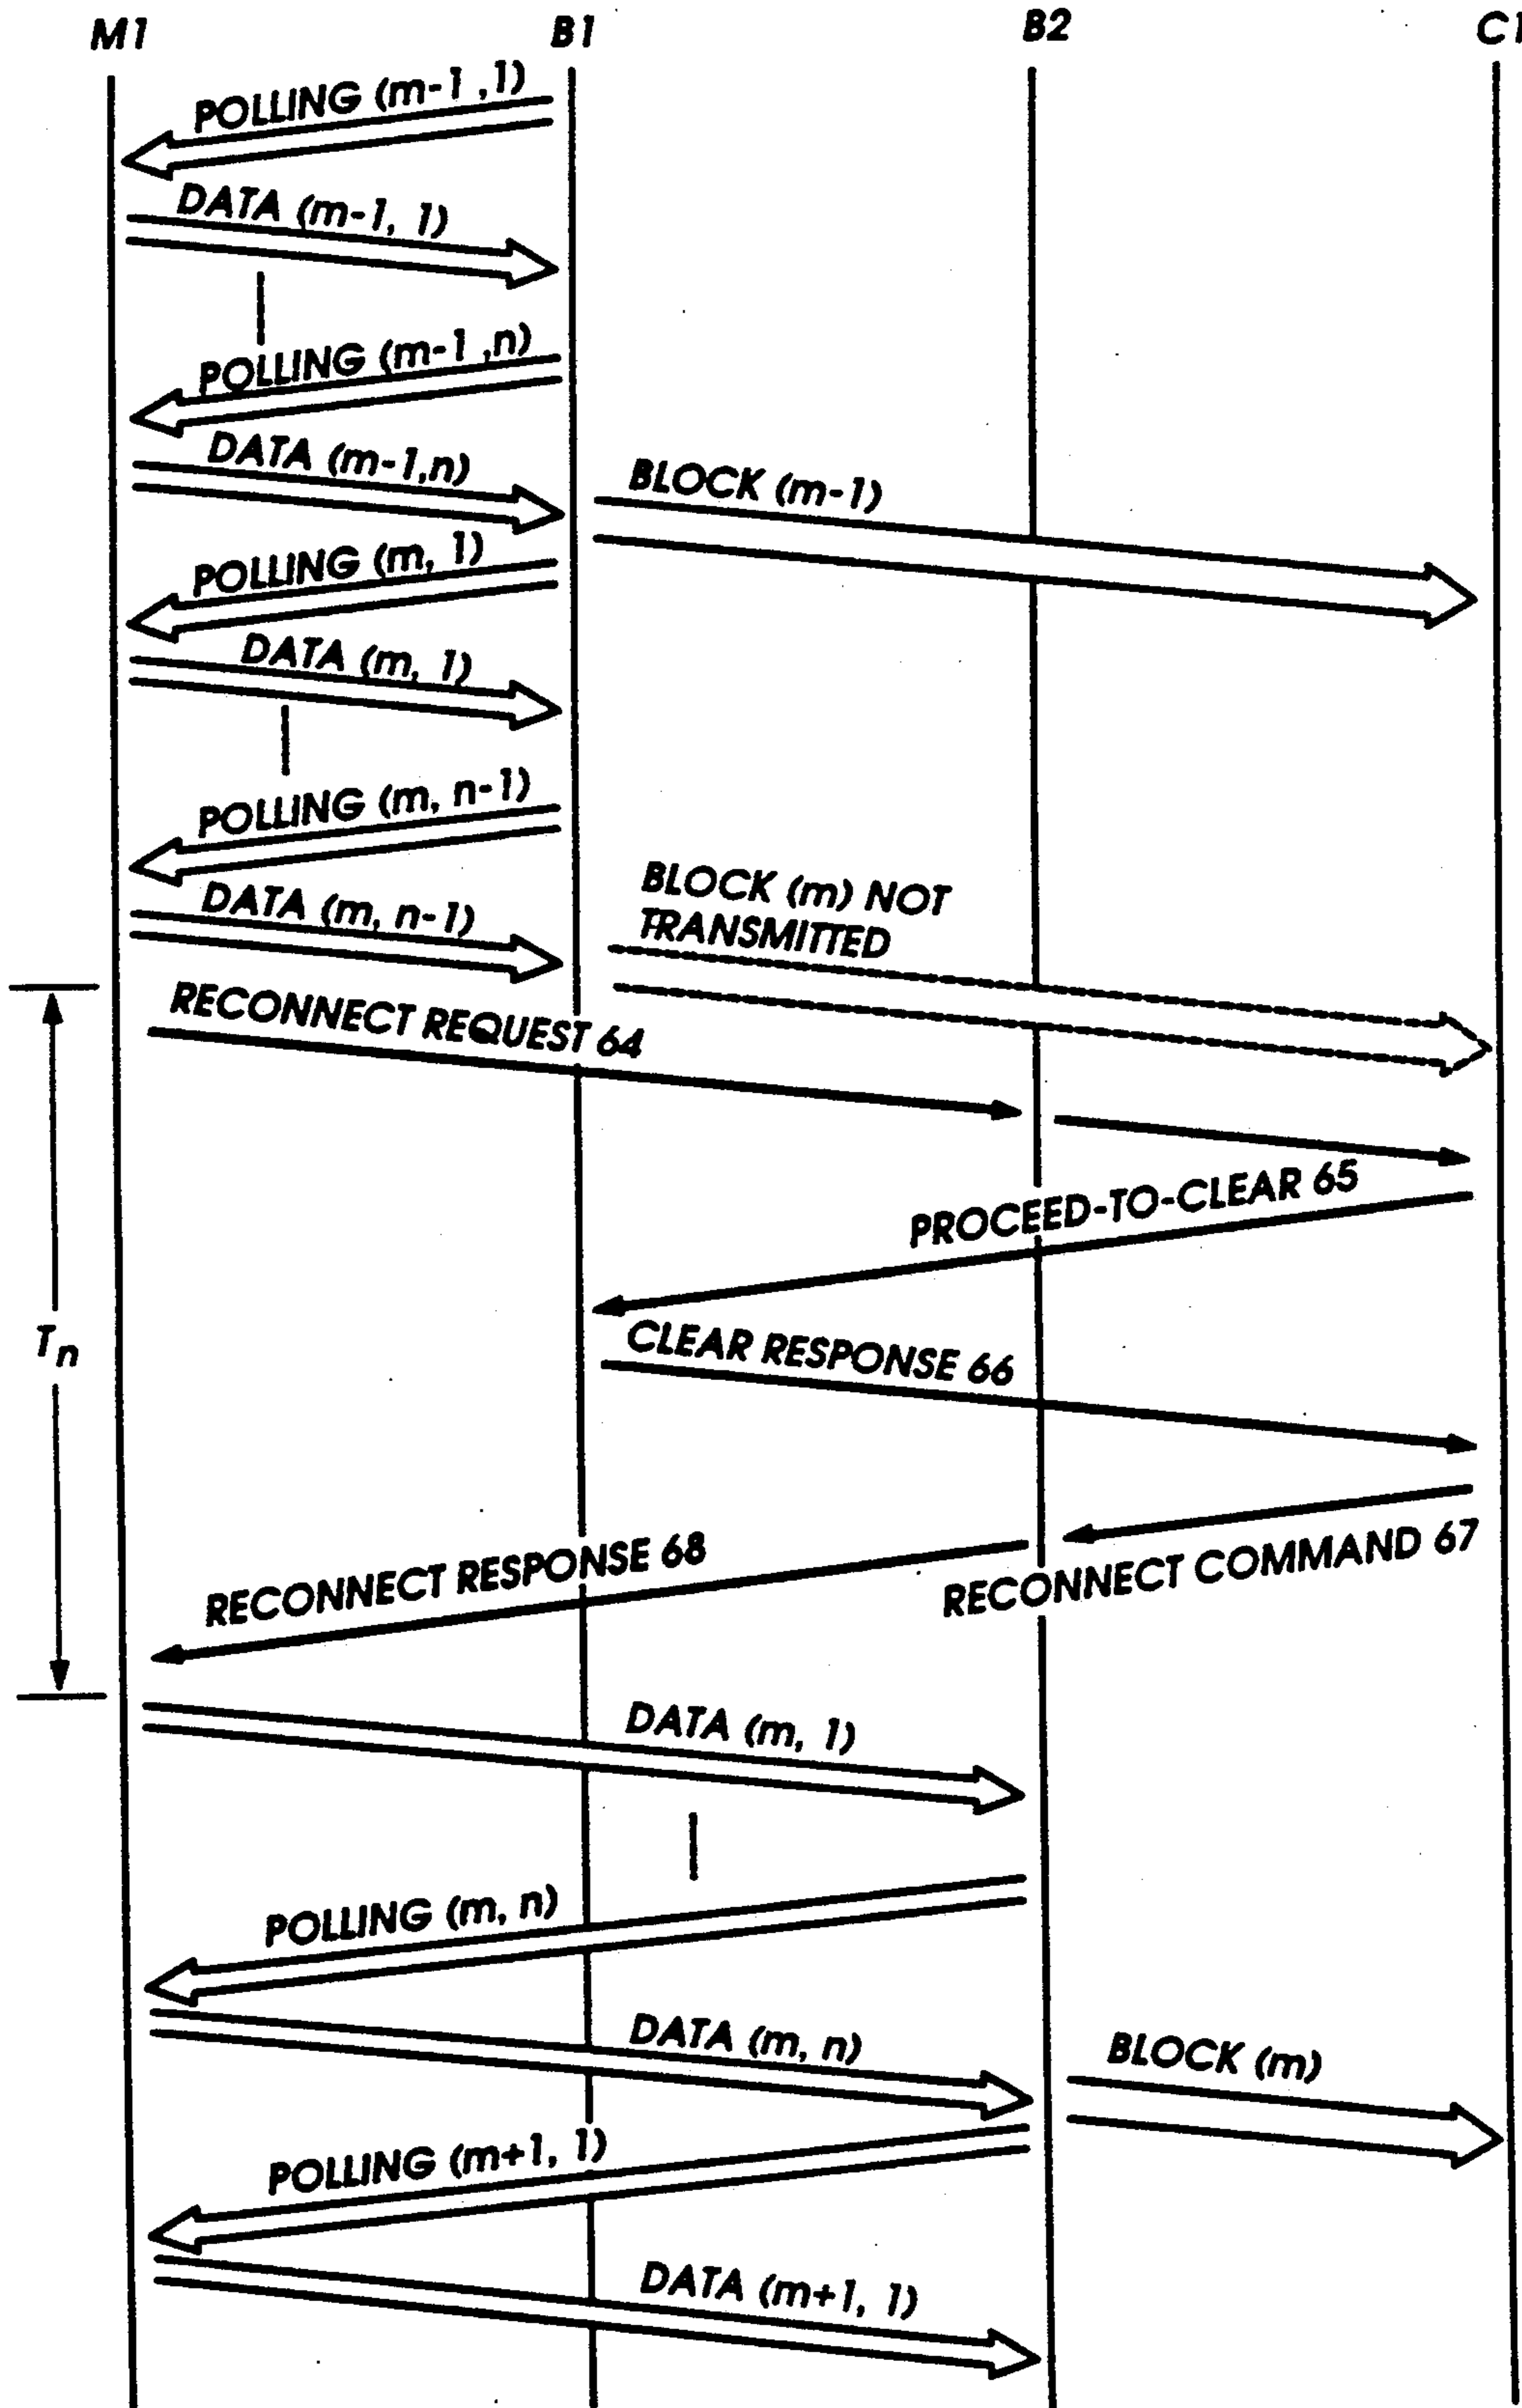 M1 B1 B2 C1
POLLING (m-1,1)
DATA (m-1, 1)
POLLING (m-1,n)
DATA (m-1,n)
BLOCK (m-1)
POLLING (m, 1)
DATA (m, 1)
POLLING (m, n-1)
DATA (m, n-1)
BLOCK (m) NOT
TRANSMITTED
RECONNECT REQUEST 64
PROCEED-TO-CLEAR 65
Tn
CLEAR RESPONSE 66
RECONNECT RESPONSE 68
RECONNECT COMMAND 67
DATA (m, 1)
POLLING (m, n)
DATA (m, n)
BLOCK (m)
POLLING (m+1, 1)
DATA (m+1, 1)